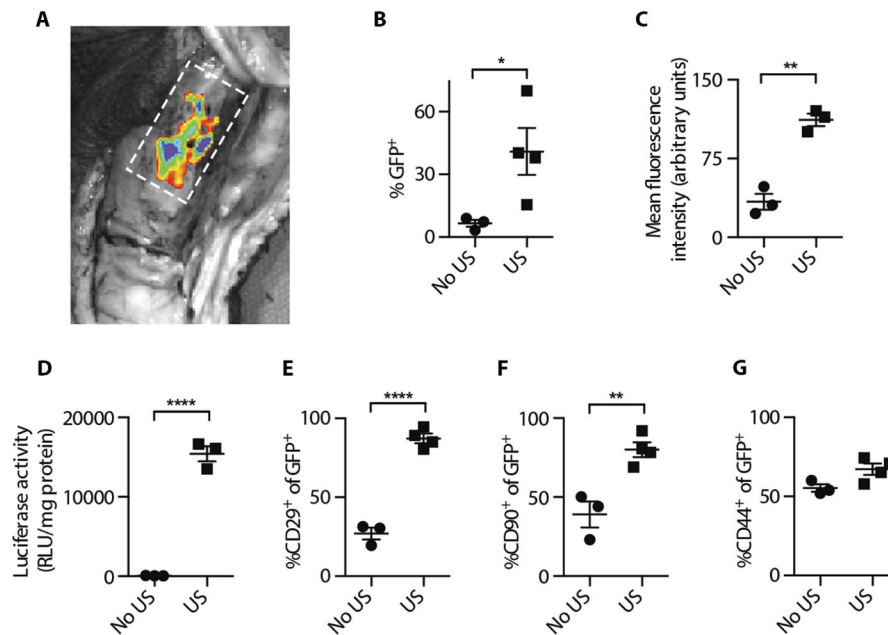 A
B
*
60
30
0
% GFP+
No US
US
C
**
150
75
0
Mean fluorescence
intensity (arbitrary units)
No US
US
D
****
20000
10000
0
Luciferase activity
(RLU/mg protein)
No US
US
E
****
100
50
0
%CD29+ of GFP+
No US
US
F
**
100
50
0
%CD90+ of GFP+
No US
US
G
100
50
0
%CD44+ of GFP+
No US
US